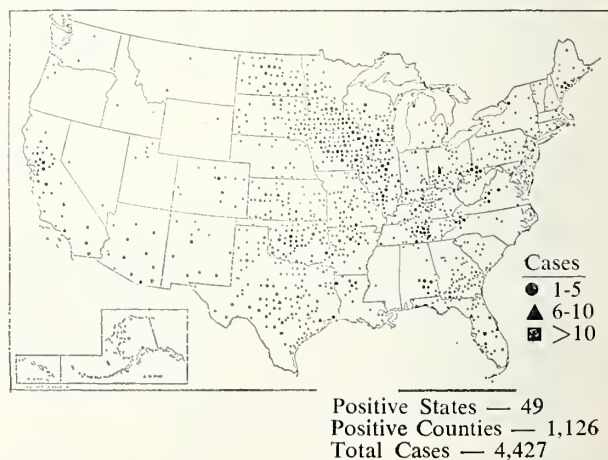 Cases
1-5
6-10
>10
Positive States — 49
Positive Counties — 1,126
Total Cases — 4,427